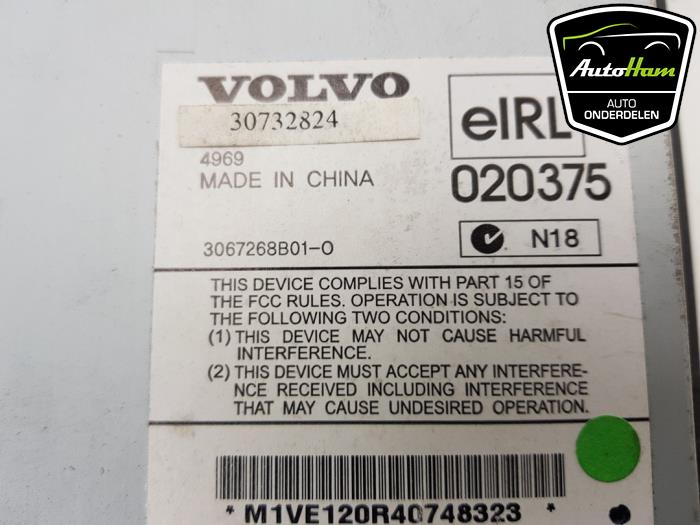 VOLVO
30732824
4969
MADE IN CHINA
3067268B01-O
eIRL
020375
N18
THIS DEVICE COMPLIES WITH PART 15 OF
THE FCC RULES. OPERATION IS SUBJECT TO
THE FOLLOWING TWO CONDITIONS:
(1) THIS DEVICE MAY NOT CAUSE HARMFUL
INTERFERENCE.
(2) THIS DEVICE MUST ACCEPT ANY INTERFERE-
NCE RECEIVED INCLUDING INTERFERENCE
THAT MAY CAUSE UNDESIRED OPERATION.
* M1VE120R40748323 *
AutoHam
AUTO
ONDERDELEN